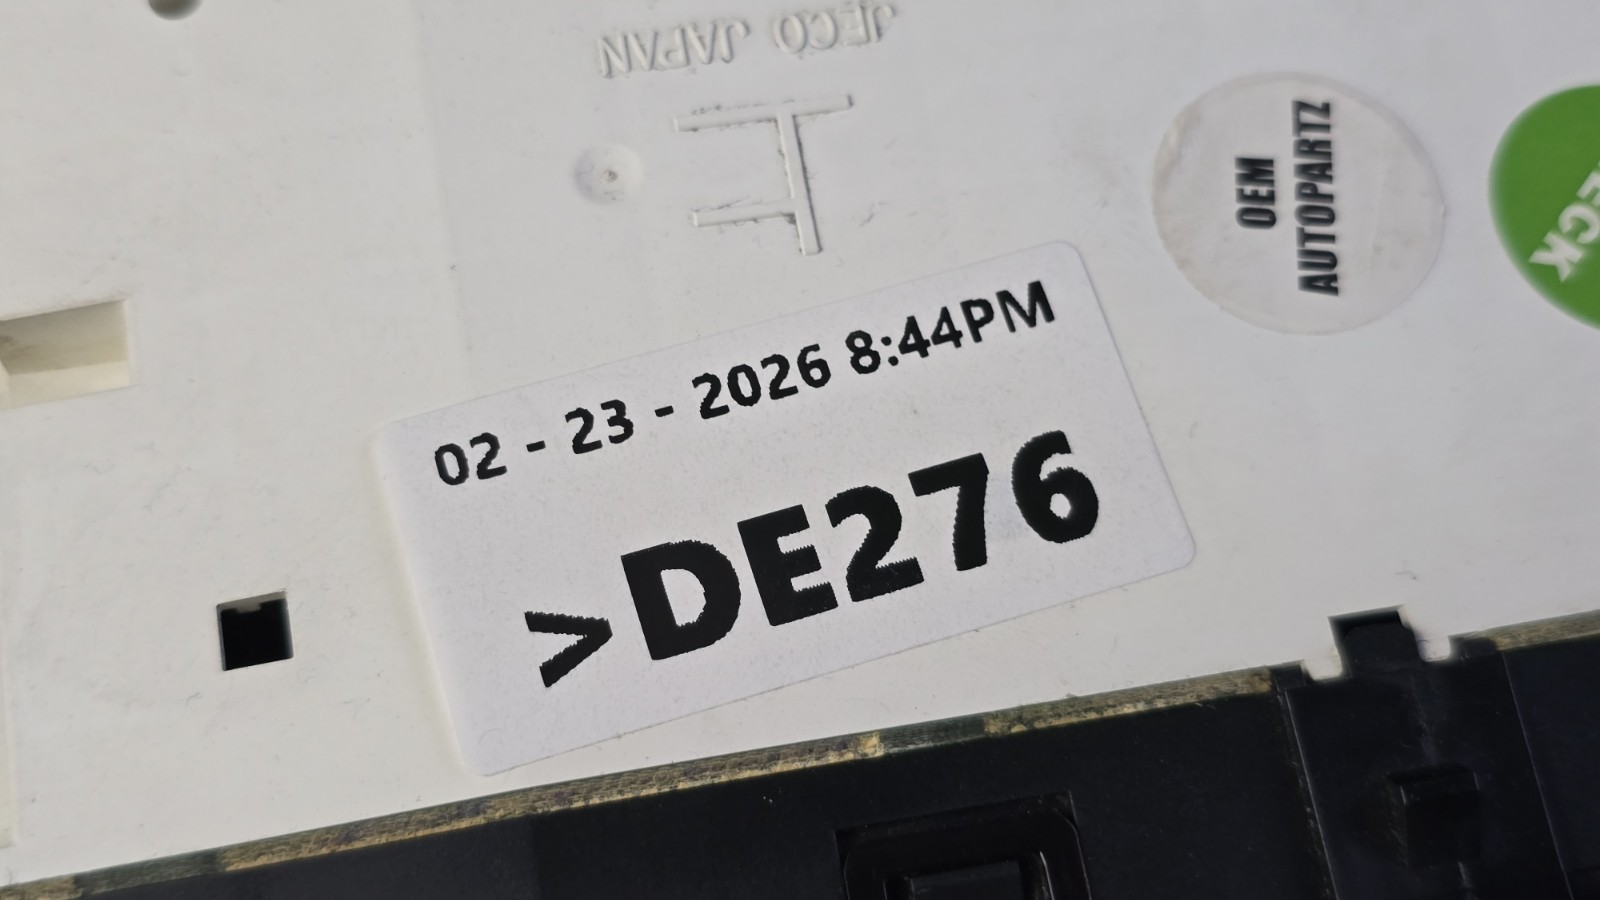 JECO JAPAN
OEM
AUTOPARTZ
02 - 23 - 2026 8:44PM
>DE276